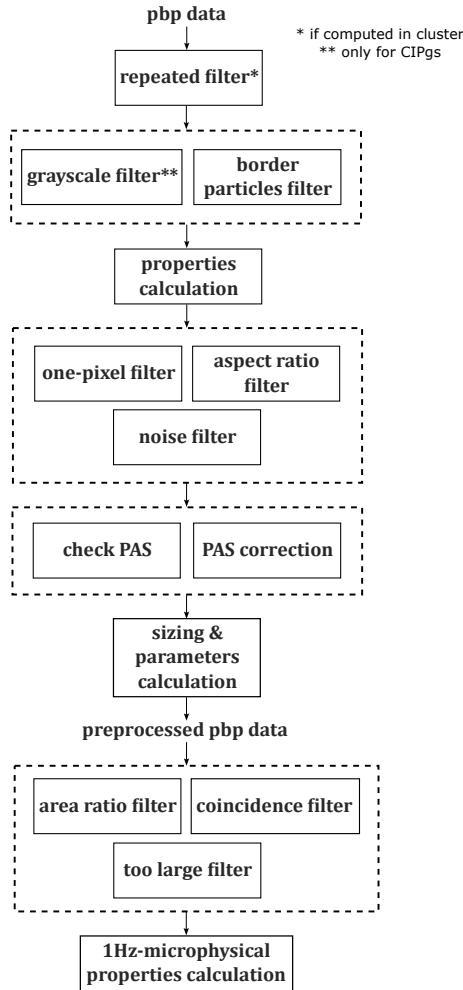 pbp data
* if computed in cluster
** only for CIPgs
repeated filter*
grayscale filter**
border
particles filter
properties
calculation
one-pixel filter
aspect ratio
filter
noise filter
check PAS
PAS correction
sizing &
parameters
calculation
preprocessed pbp data
area ratio filter
coincidence filter
too large filter
1Hz-microphysical
properties calculation